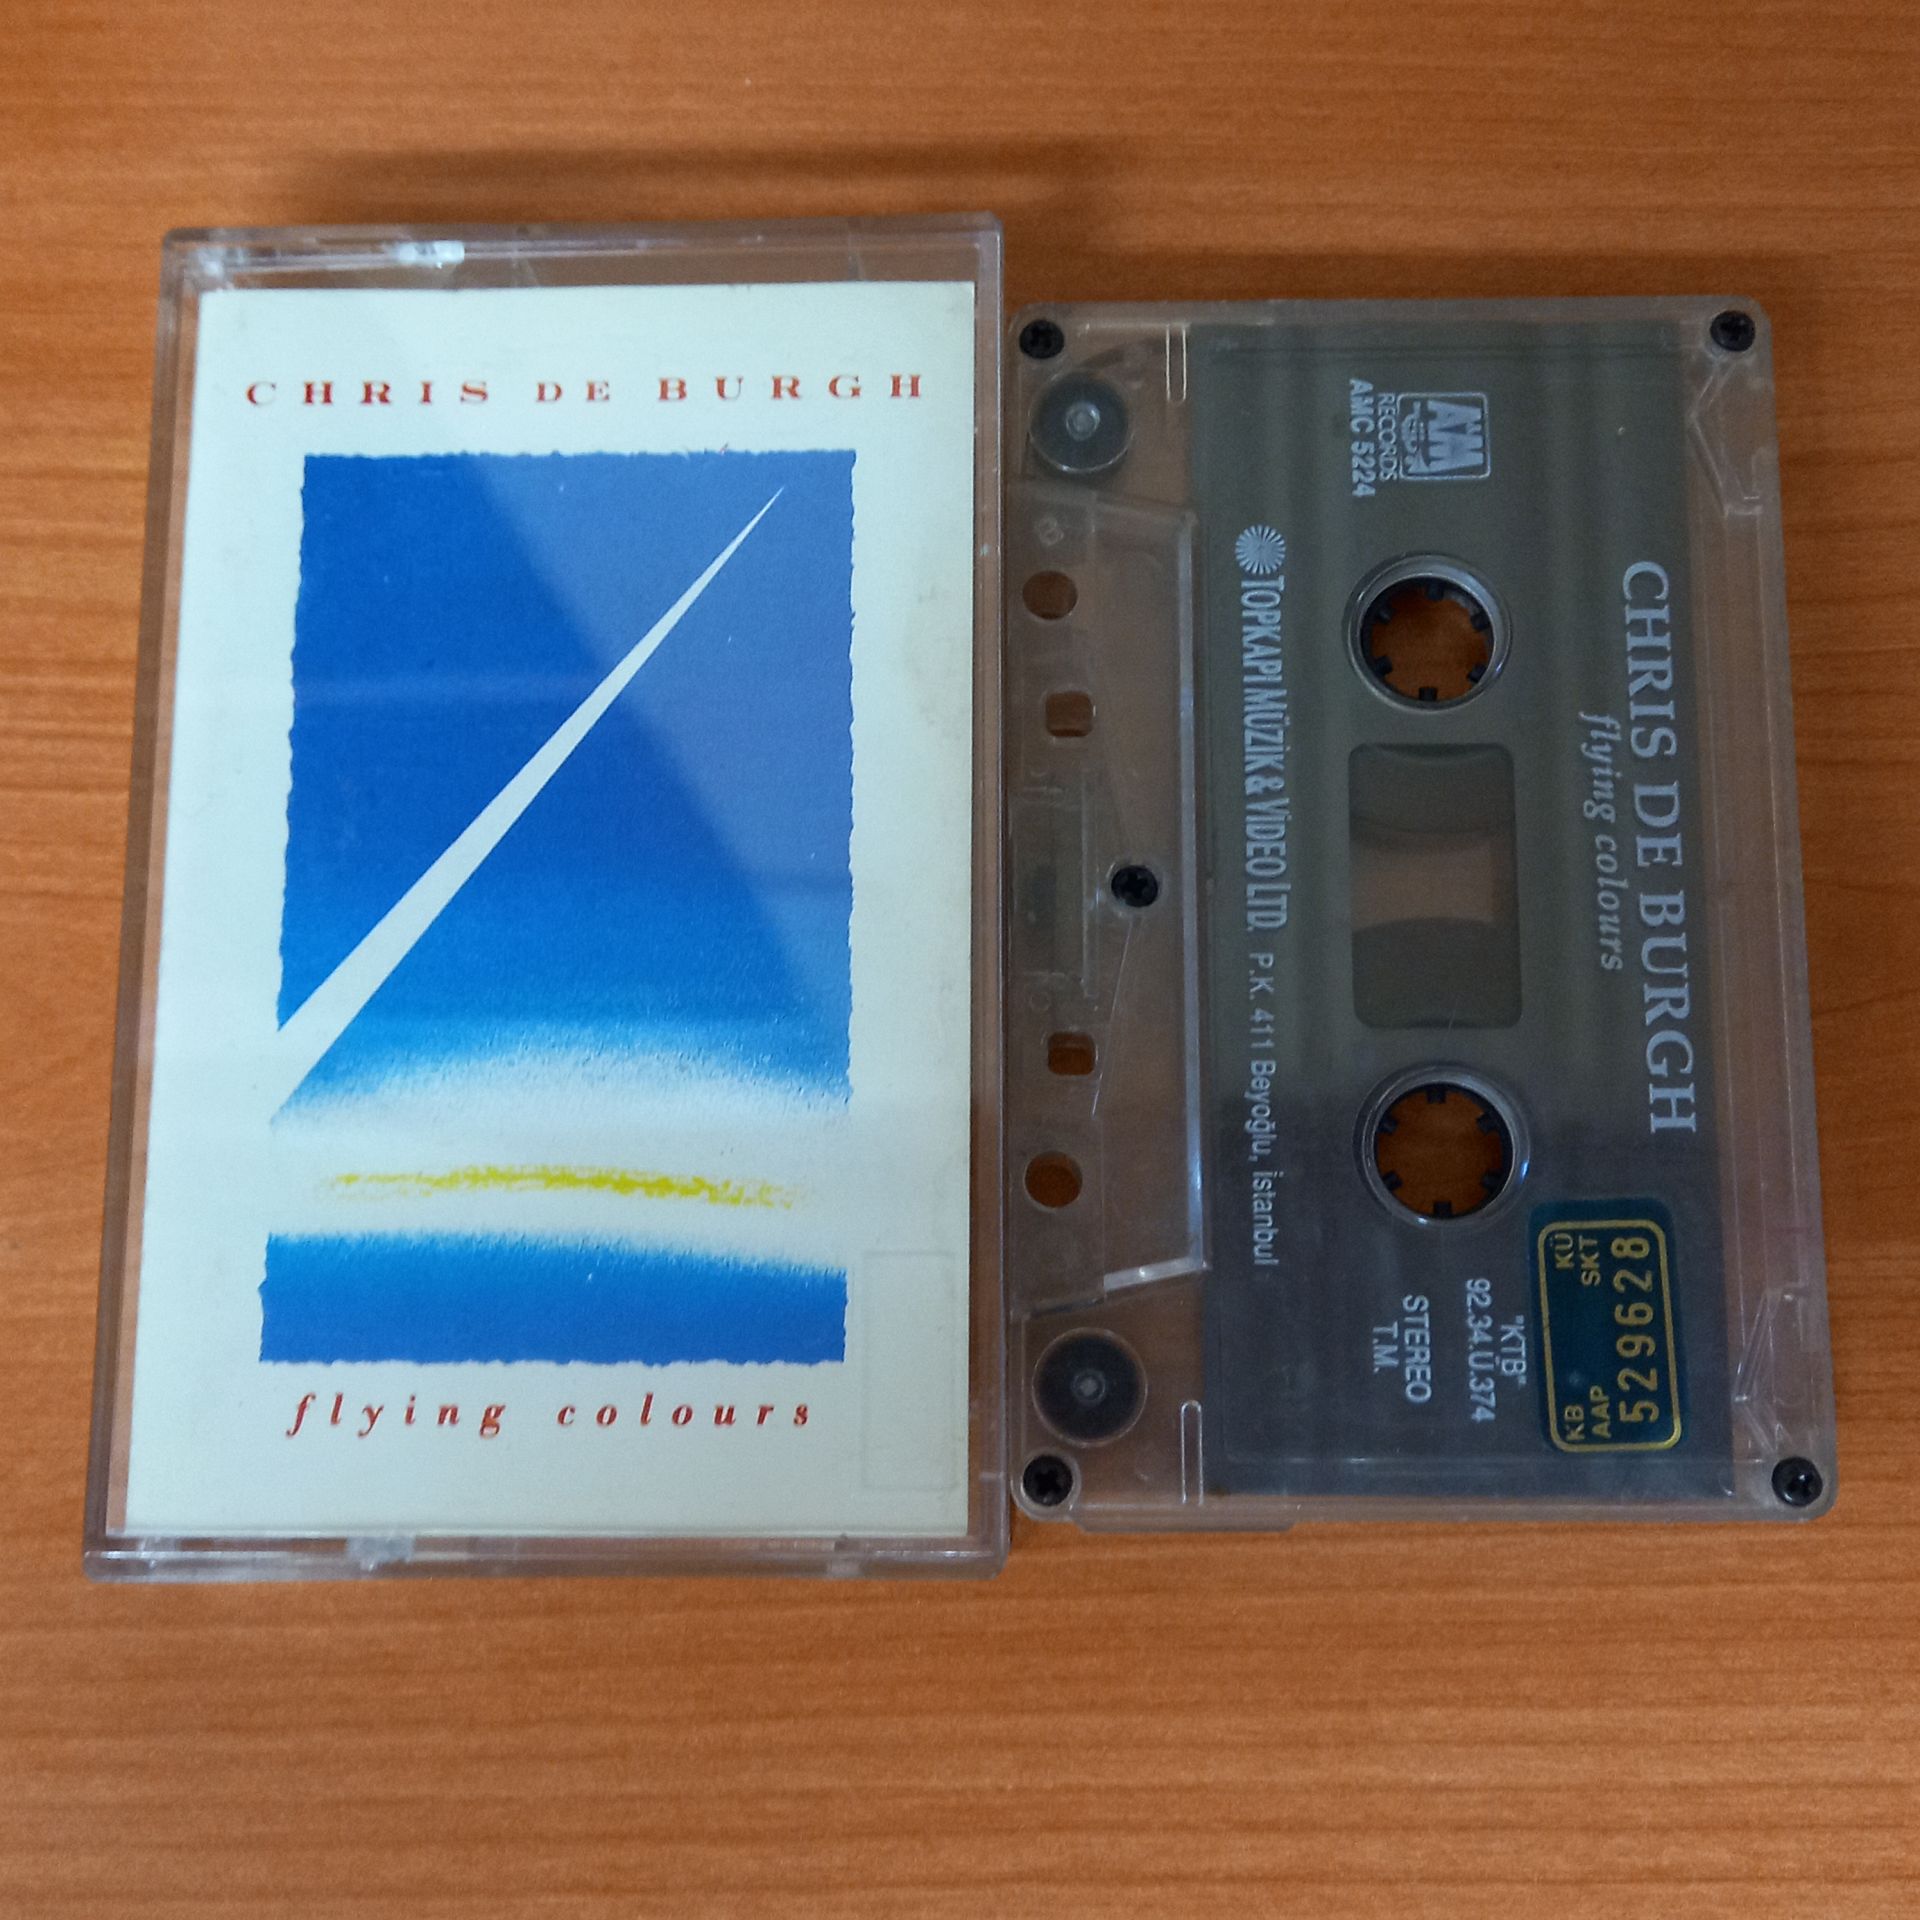 CHRIS DE BURGH
flying colours
CHRIS DE BURGH
flying colours
A&M
RECORDS
AMC 5224
TOPKAPI MÜZİK & VİDEO LTD. P.K. 411 Beyoğlu, İstanbul
"KTB"
92.34.Ü.374
STEREO
T.M.
KB KÜ
AAP SKT
529628